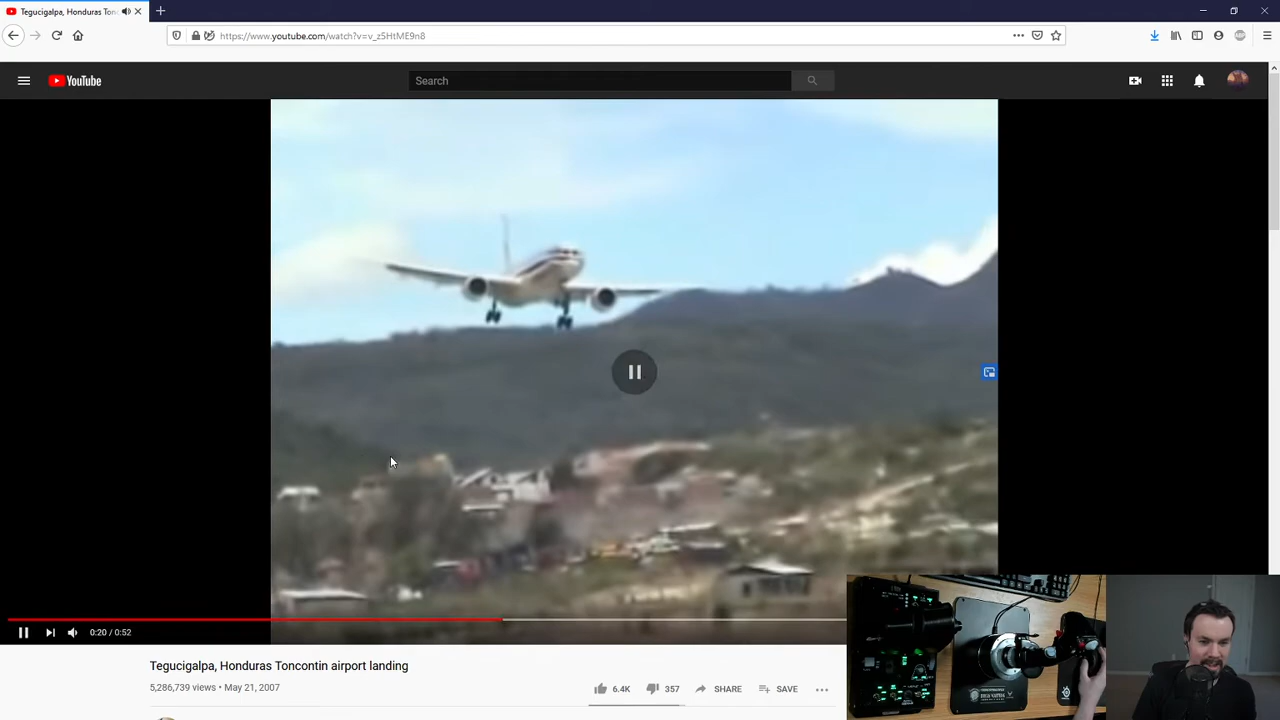 Tegucigalpa, Honduras Ton
https://www.youtube.com/watch?v=v_z5HtME9n8
YouTube
Search
0:20 / 0:52
Tegucigalpa, Honduras Toncontin airport landing
5,286,739 views • May 21, 2007
6.4K
357
SHARE
SAVE